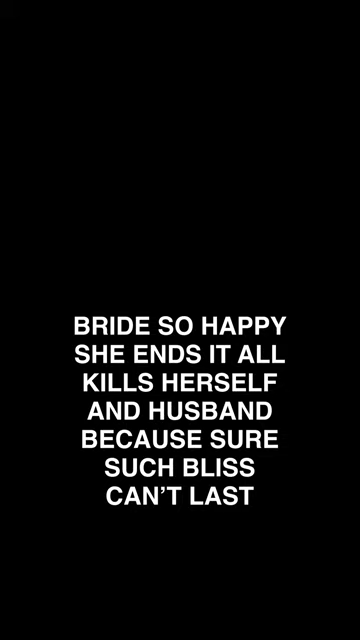 BRIDE SO HAPPY
SHE ENDS IT ALL
KILLS HERSELF
AND HUSBAND
BECAUSE SURE
SUCH BLISS
CAN’T LAST